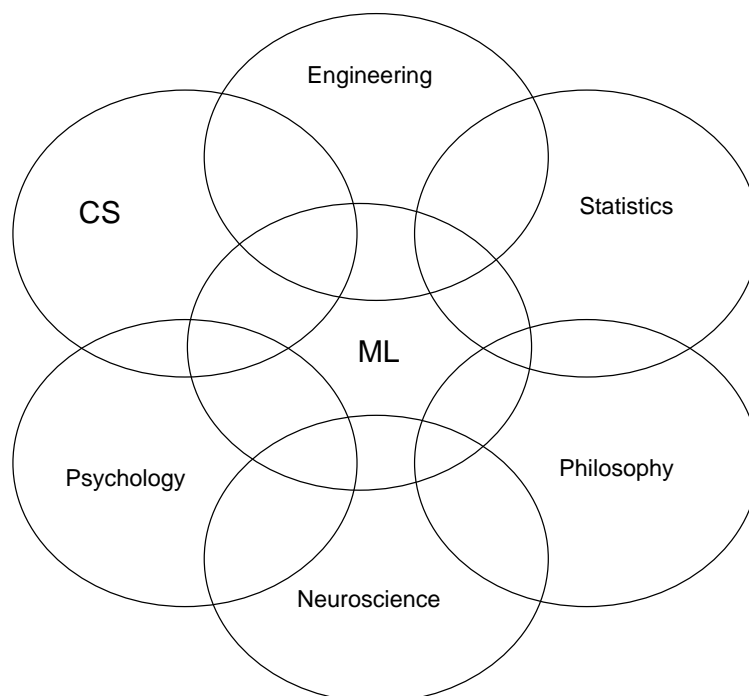 Engineering
CS
Statistics
ML
Psychology
Philosophy
Neuroscience